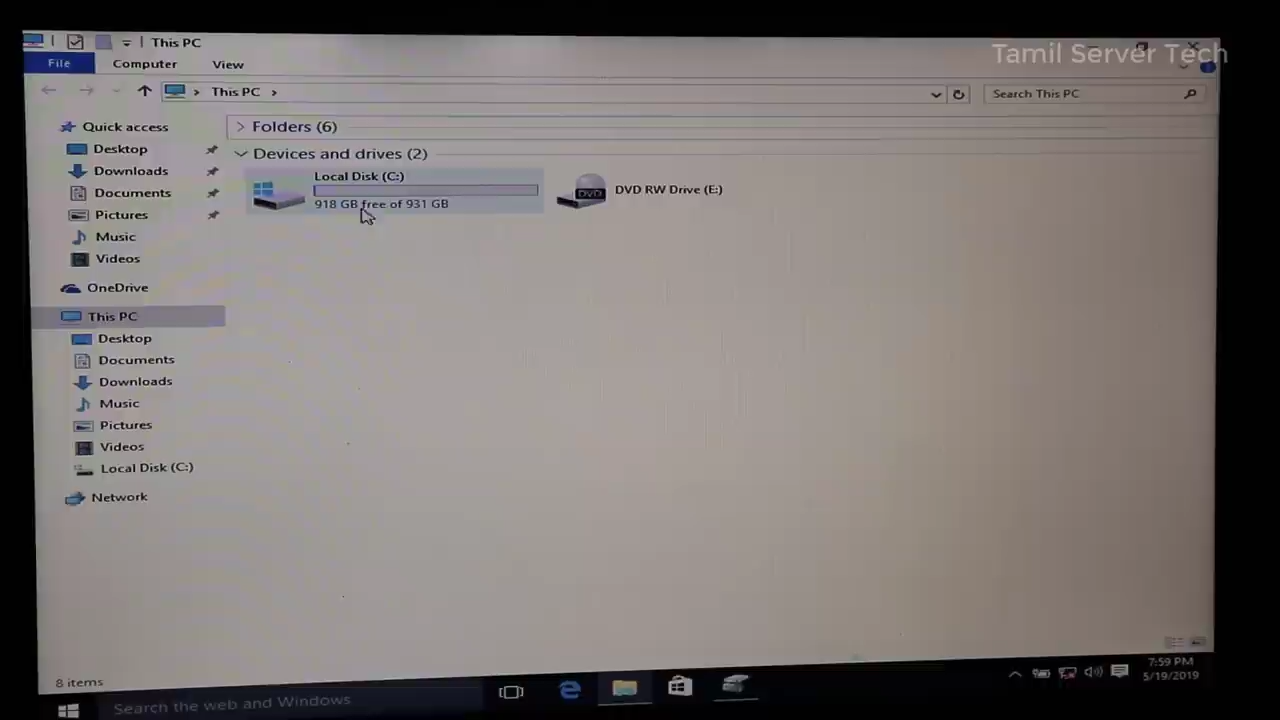 This PC
Tamil Server Tech
File
Computer
View
This PC
Search This PC
Quick access
Desktop
Downloads
Documents
Pictures
Music
Videos
OneDrive
This PC
Desktop
Documents
Downloads
Music
Pictures
Videos
Local Disk (C:)
Network
Folders (6)
Devices and drives (2)
Local Disk (C:)
918 GB free of 931 GB
DVD
DVD RW Drive (E:)
8 items
Search the web and Windows
7:59 PM
5/19/2019